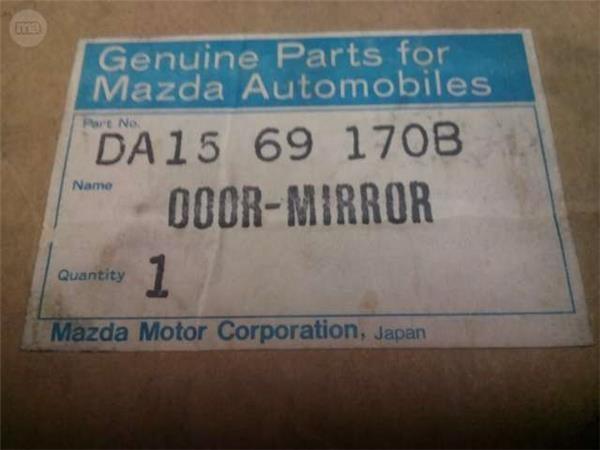 Genuine Parts for
Mazda Automobiles
Part No.
DA15 69 170B
Name
DOOR-MIRROR
Quantity 1
Mazda Motor Corporation, Japan